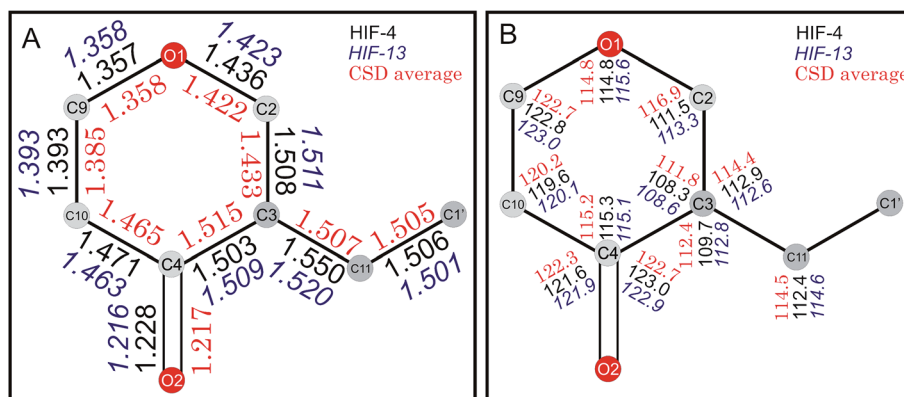 A
HIF-4
HIF-13
CSD average
1.358
1.357
1.358
O1
1.423
1.436
1.422
C9
C2
1.393
1.393
1.385
1.433
1.508
1.511
C10
C3
C1'
1.465
1.471
1.463
C4
1.515
1.503
1.509
1.507
1.550
1.520
C11
1.505
1.506
1.501
1.216
1.228
1.217
O2
B
HIF-4
HIF-13
CSD average
O1
114.8
114.8
115.6
C9
122.7
122.8
123.0
C2
116.9
111.5
113.3
C10
120.2
119.6
120.1
C3
111.8
108.3
108.6
114.4
112.9
112.6
112.4
109.7
112.8
C1'
C4
115.2
115.3
115.1
122.3
121.6
121.9
122.7
123.0
122.9
C11
114.5
112.4
114.6
O2